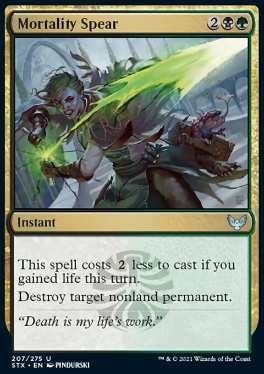 Mortality Spear 2
Instant
This spell costs 2 less to cast if you
gained life this turn.
Destroy target nonland permanent.
“Death is my life's work.”
207/275 U
STX • EN PINDURSKI
™ & © 2021 Wizards of the Coast